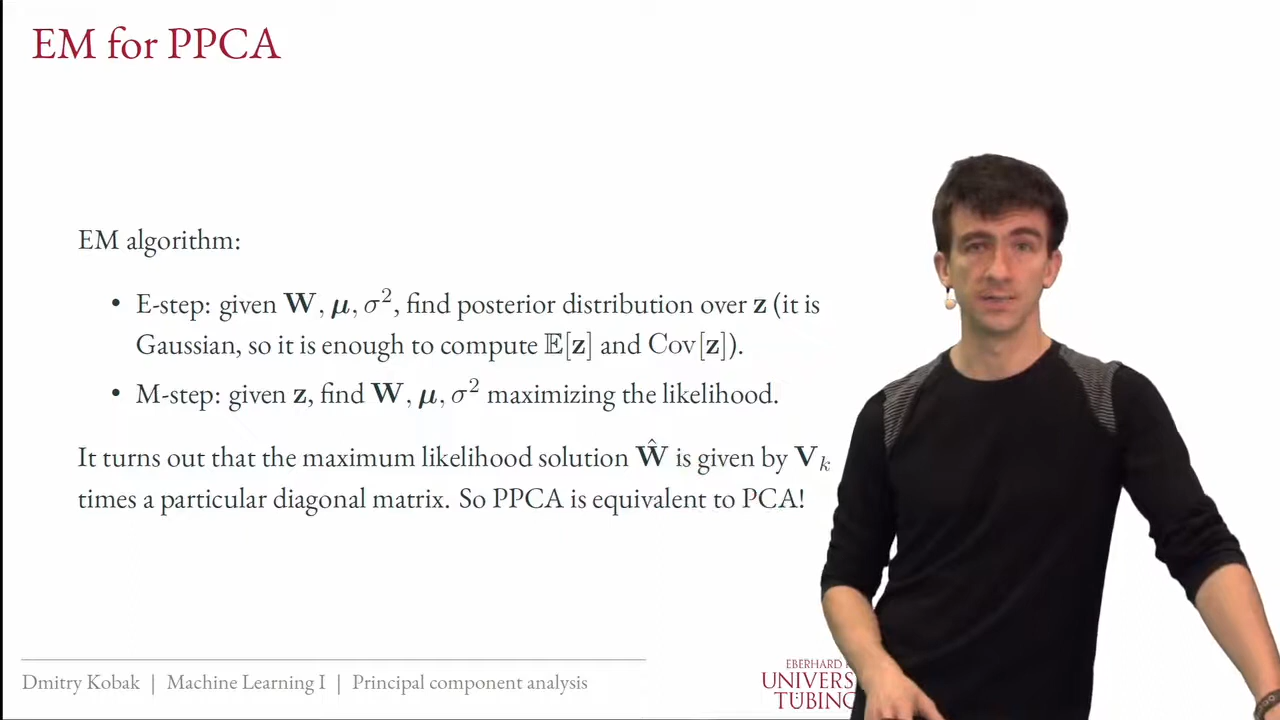 EM for PPCA
EM algorithm:
• E-step: given W, μ, σ², find posterior distribution over z (it is
Gaussian, so it is enough to compute 𝔼[z] and Cov[z]).
• M-step: given z, find W, μ, σ² maximizing the likelihood.
It turns out that the maximum likelihood solution Ŵ is given by Vₖ
times a particular diagonal matrix. So PPCA is equivalent to PCA!
Dmitry Kobak | Machine Learning I | Principal component analysis
EBERHARD
UNIVERS
TÜBING